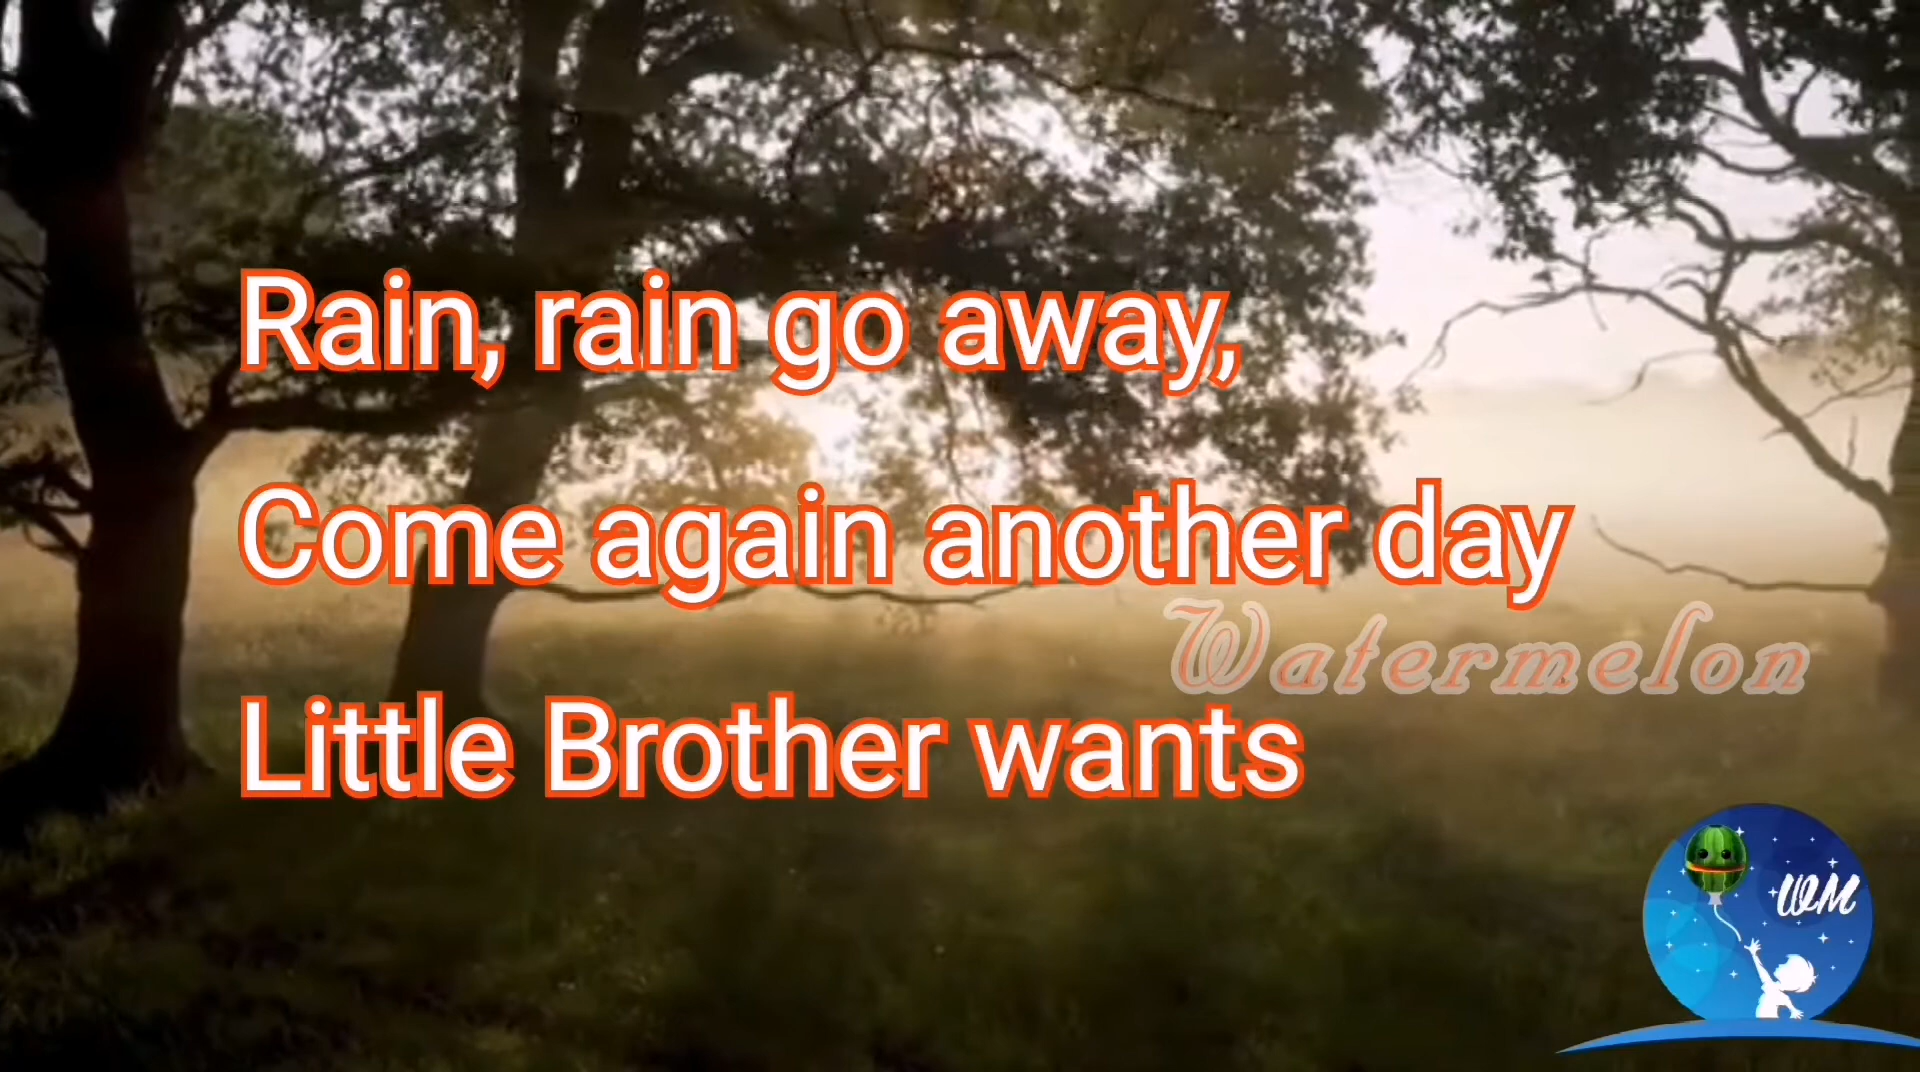 Rain, rain go away,
Come again another day
Watermelon
Little Brother wants
WM